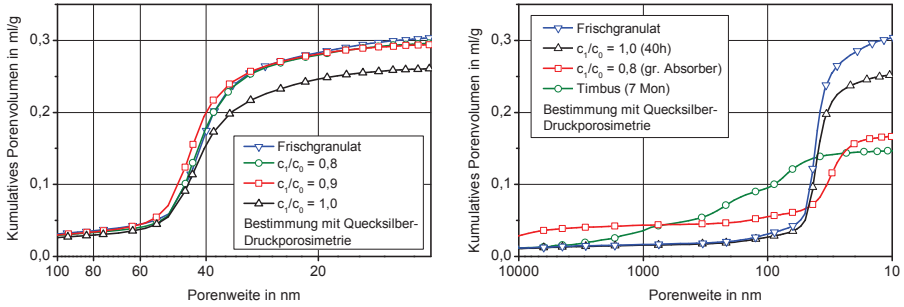 Kumulatives Porenvolumen in ml/g
0,3
0,2
0,1
0,0
Frischgranulat
c1/c0 = 0,8
c1/c0 = 0,9
c1/c0 = 1,0
Bestimmung mit Quecksilber-
Druckporosimetrie
100
80
60
40
20
Porenweite in nm
Kumulatives Porenvolumen in ml/g
0,3
0,2
0,1
0,0
Frischgranulat
c1/c0 = 1,0 (40h)
c1/c0 = 0,8 (gr. Absorber)
Timbus (7 Mon)
Bestimmung mit Quecksilber-
Druckporosimetrie
10000
1000
100
10
Porenweite in nm